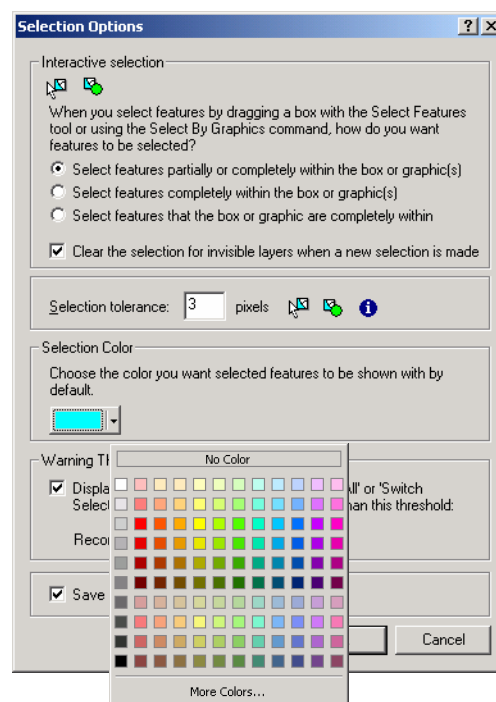 Selection Options
Interactive selection
When you select features by dragging a box with the Select Features
tool or using the Select By Graphics command, how do you want
features to be selected?
Select features partially or completely within the box or graphic(s)
Select features completely within the box or graphic(s)
Select features that the box or graphic are completely within
Clear the selection for invisible layers when a new selection is made
Selection tolerance: 3 pixels
Selection Color
Choose the color you want selected features to be shown with by
default.
Warning Th
No Color
Displa ll' or 'Switch
Select han this threshold:
Recor
Save
Cancel
More Colors...